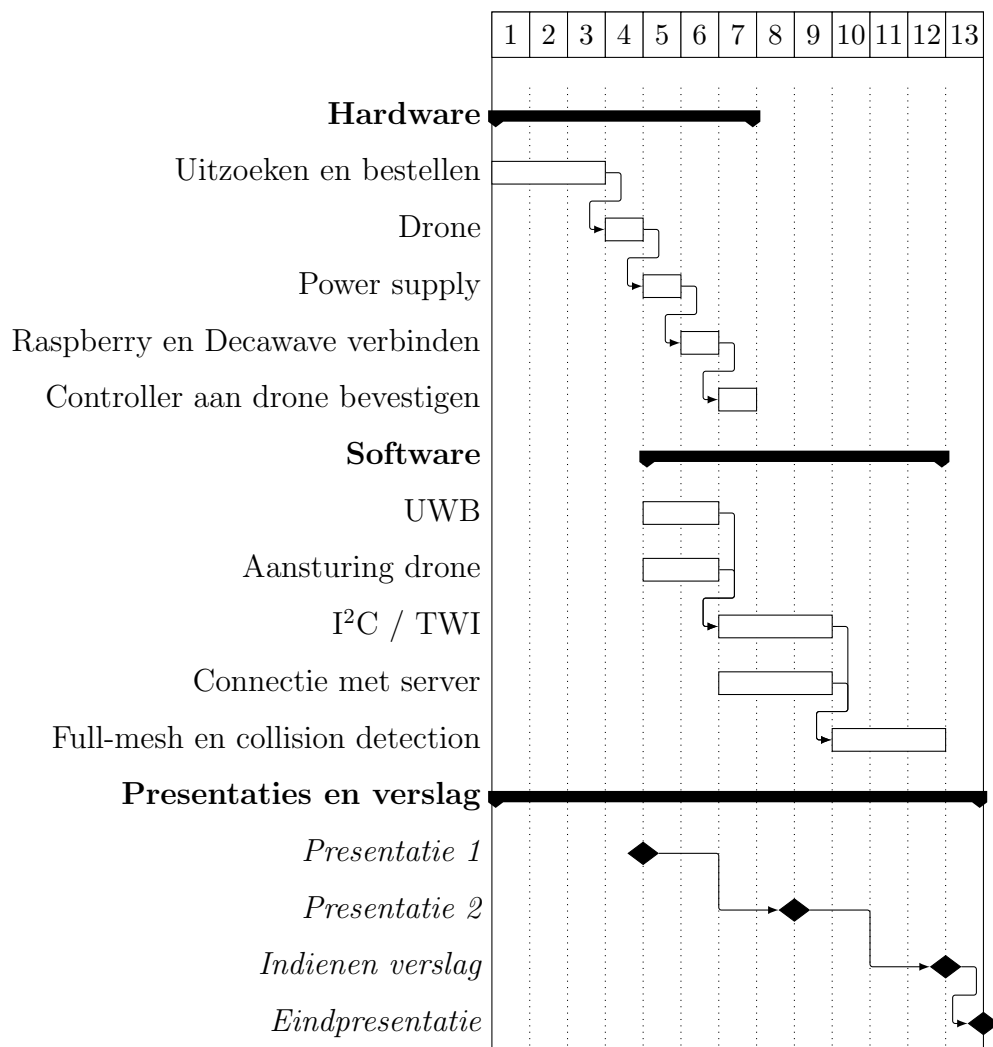 1 2 3 4 5 6 7 8 9 10 11 12 13
Hardware
Uitzoeken en bestellen
Drone
Power supply
Raspberry en Decawave verbinden
Controller aan drone bevestigen
Software
UWB
Aansturing drone
I²C / TWI
Connectie met server
Full-mesh en collision detection
Presentaties en verslag
Presentatie 1
Presentatie 2
Indienen verslag
Eindpresentatie